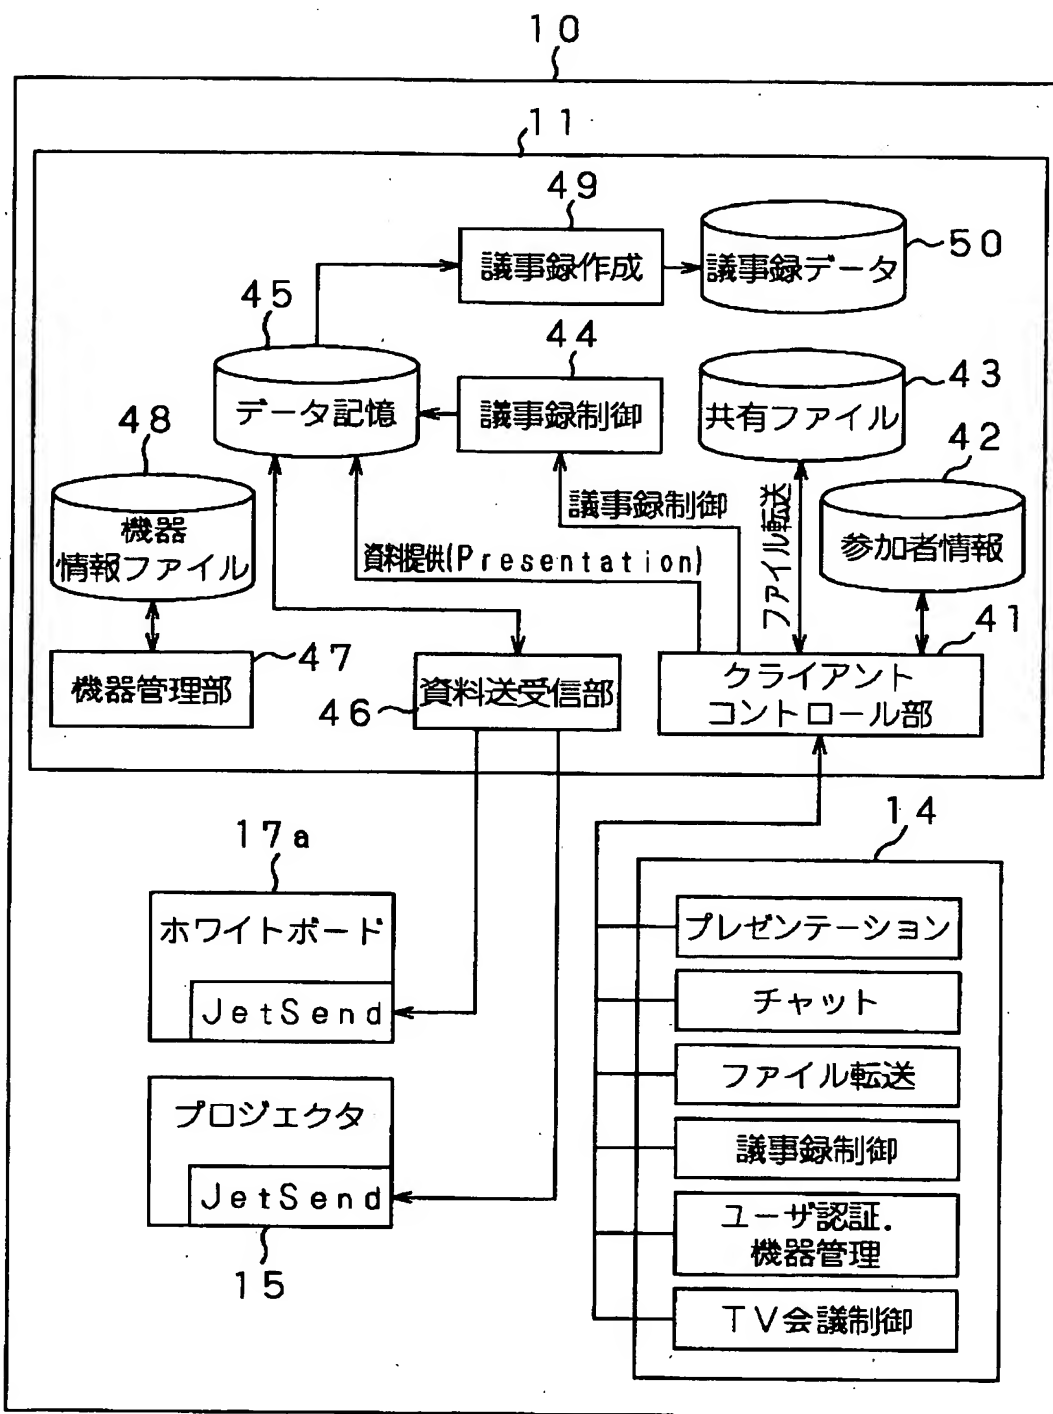 10
11
49
議事録作成
議事録データ
50
45
データ記憶
44
議事録制御
43
共有ファイル
48
機器
情報ファイル
42
参加者情報
議事録制御
ファイル転送
資料提供(Presentation)
41
クライアント
コントロール部
47
機器管理部
46
資料送受信部
17a
ホワイトボード
JetSend
プロジェクタ
JetSend
15
14
プレゼンテーション
チャット
ファイル転送
議事録制御
ユーザ認証.
機器管理
TV会議制御